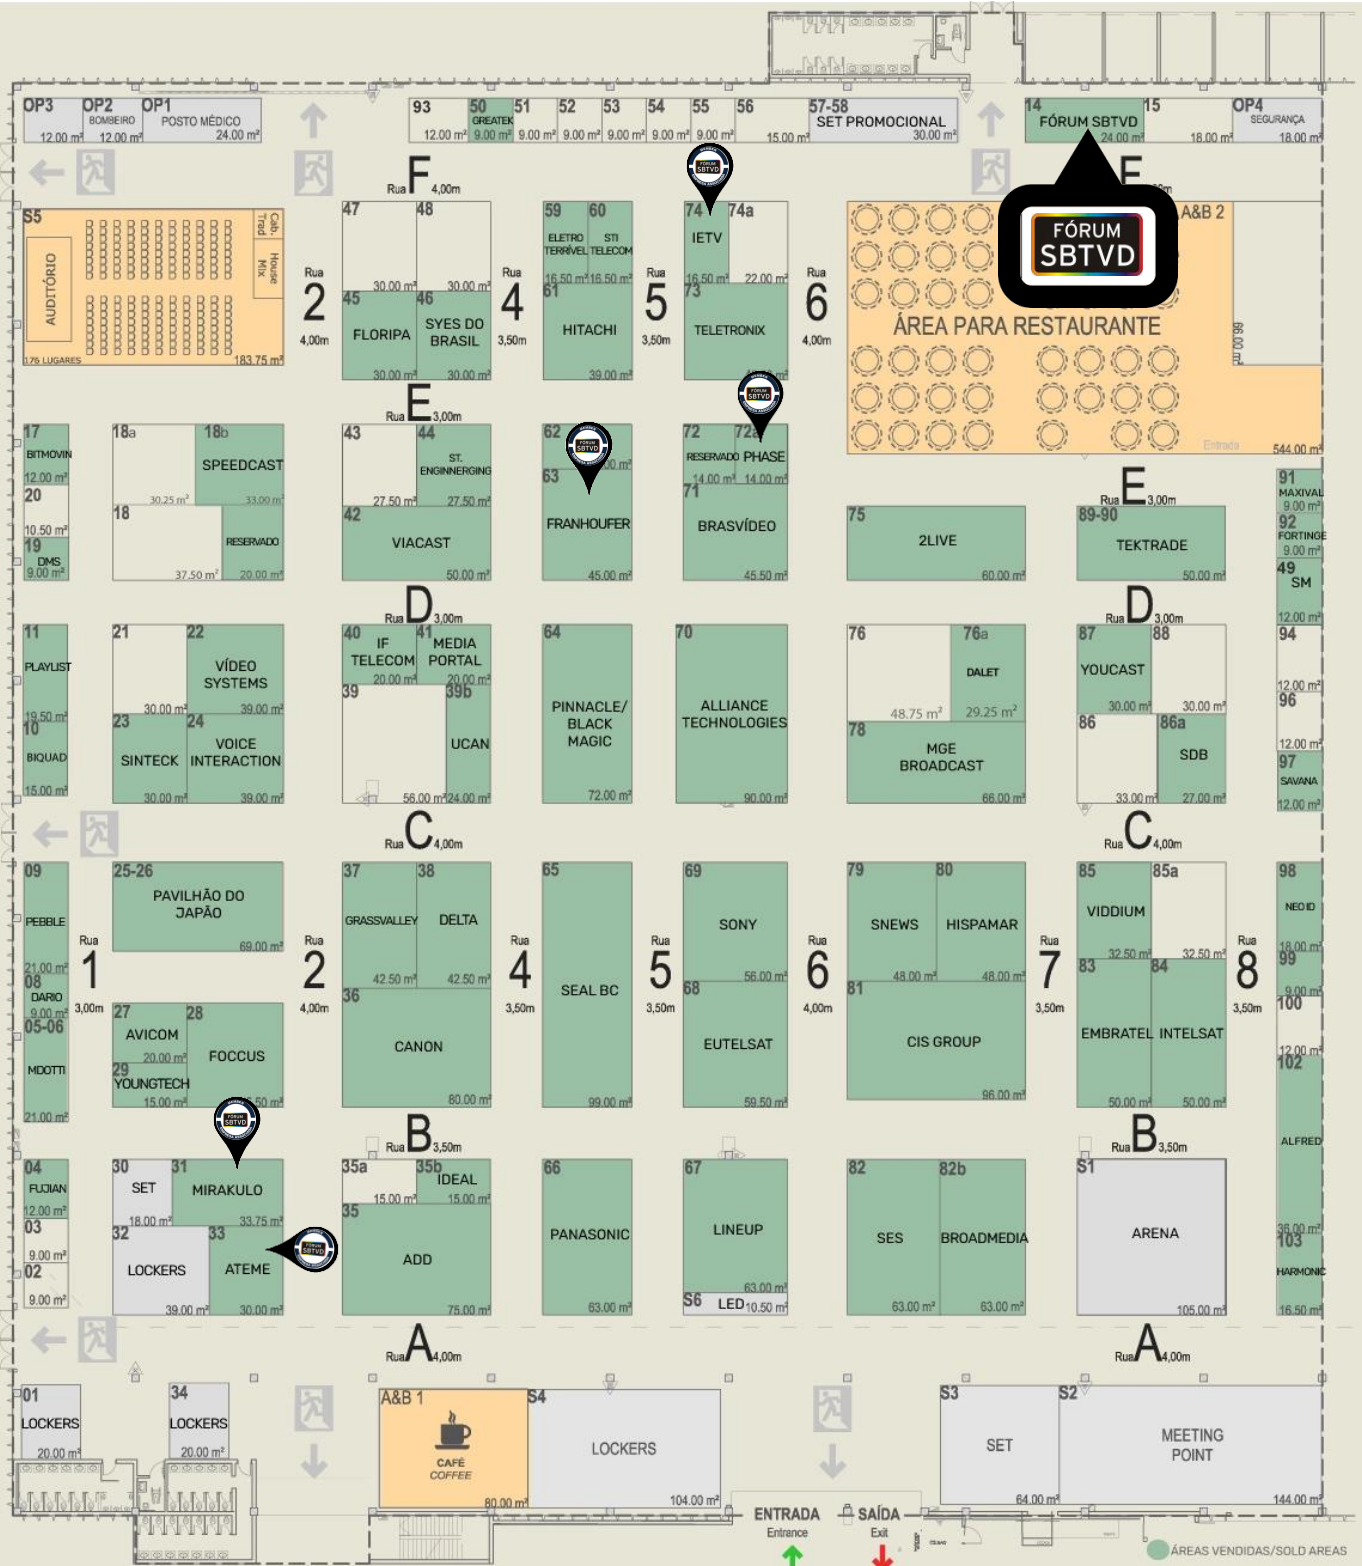 OP3
12.00 m²
OP2
BOMBEIRO
12.00 m²
OP1
POSTO MÉDICO
24.00 m²
93
12.00 m²
50
GREATEK
9.00 m²
51
9.00 m²
52
9.00 m²
53
9.00 m²
54
9.00 m²
55
9.00 m²
56
15.00 m²
57-58
SET PROMOCIONAL
30.00 m²
14
FÓRUM SBTVD
24.00 m²
15
18.00 m²
OP4
SEGURANÇA
18.00 m²
Rua F 4,00m
FÓRUM
SBTVD
S5
AUDITÓRIO
Cab. Trad
House Mix
176 LUGARES
183.75 m²
Rua
2
4,00m
47
30.00 m²
48
30.00 m²
45
FLORIPA
30.00 m²
46
SYES DO
BRASIL
30.00 m²
Rua
4
3,50m
59
ELETRO
TERRÍVEL
16.50 m²
60
STI
TELECOM
16.50 m²
61
HITACHI
39.00 m²
Rua
5
3,50m
74
IETV
16.50 m²
74a
22.00 m²
73
TELETRONIX
Rua
6
4,00m
A&B 2
ÁREA PARA RESTAURANTE
66.00 m²
Entrada
544.00 m²
Rua E 3,00m
17
BITMOVIN
12.00 m²
20
10.50 m²
19
DMS
9.00 m²
18a
30.25 m²
18b
SPEEDCAST
33.00 m²
18
37.50 m²
RESERVADO
20.00 m²
43
27.50 m²
44
ST.
ENGINNERGING
27.50 m²
42
VIACAST
50.00 m²
62
63
FRANHOUFER
45.00 m²
72
RESERVADO
14.00 m²
72a
PHASE
14.00 m²
71
BRASVÍDEO
45.50 m²
Rua E 3,00m
75
2LIVE
60.00 m²
89-90
TEKTRADE
50.00 m²
91
MAXIVAL
9.00 m²
92
FORTINGE
9.00 m²
49
SM
12.00 m²
Rua D 3,00m
Rua D 3,00m
11
PLAYLIST
19.50 m²
10
BIQUAD
15.00 m²
21
30.00 m²
22
VÍDEO
SYSTEMS
39.00 m²
23
SINTECK
30.00 m²
24
VOICE
INTERACTION
39.00 m²
40
IF
TELECOM
20.00 m²
41
MEDIA
PORTAL
20.00 m²
39
56.00 m²
39b
UCAN
24.00 m²
64
PINNACLE/
BLACK
MAGIC
72.00 m²
70
ALLIANCE
TECHNOLOGIES
90.00 m²
76
48.75 m²
76a
DALET
29.25 m²
78
MGE
BROADCAST
66.00 m²
87
YOUCAST
30.00 m²
88
30.00 m²
86
33.00 m²
86a
SDB
27.00 m²
94
12.00 m²
96
12.00 m²
97
SAVANA
12.00 m²
Rua C 4,00m
Rua C 4,00m
09
PEBBLE
21.00 m²
08
DARIO
9.00 m²
05-06
MDOTTI
21.00 m²
Rua
1
3,00m
25-26
PAVILHÃO DO
JAPÃO
69.00 m²
27
AVICOM
20.00 m²
28
FOCCUS
29
YOUNGTECH
15.00 m²
Rua
2
4,00m
37
GRASSVALLEY
42.50 m²
38
DELTA
42.50 m²
36
CANON
80.00 m²
Rua
4
3,50m
65
SEAL BC
99.00 m²
Rua
5
3,50m
69
SONY
56.00 m²
68
EUTELSAT
59.50 m²
Rua
6
4,00m
79
SNEWS
48.00 m²
80
HISPAMAR
48.00 m²
81
CIS GROUP
96.00 m²
Rua
7
3,50m
85
VIDDIUM
32.50 m²
85a
32.50 m²
83
EMBRATEL
50.00 m²
84
INTELSAT
50.00 m²
Rua
8
3,50m
98
NEO ID
18.00 m²
99
9.00 m²
100
12.00 m²
102
ALFRED
36.00 m²
103
HARMONIC
16.50 m²
Rua B 3,50m
Rua B 3,50m
04
FUJIAN
12.00 m²
03
9.00 m²
02
9.00 m²
30
SET
18.00 m²
31
MIRAKULO
33.75 m²
32
LOCKERS
39.00 m²
33
ATEME
30.00 m²
35a
15.00 m²
35b
IDEAL
15.00 m²
35
ADD
75.00 m²
66
PANASONIC
63.00 m²
67
LINEUP
63.00 m²
S6
LED
10.50 m²
82
SES
63.00 m²
82b
BROADMEDIA
63.00 m²
S1
ARENA
105.00 m²
Rua A 4,00m
Rua A 4,00m
01
LOCKERS
20.00 m²
34
LOCKERS
20.00 m²
A&B 1
CAFÉ
COFFEE
80.00 m²
S4
LOCKERS
104.00 m²
S3
SET
64.00 m²
S2
MEETING
POINT
144.00 m²
ENTRADA
Entrance
SAÍDA
Exit
ÁREAS VENDIDAS/SOLD AREAS